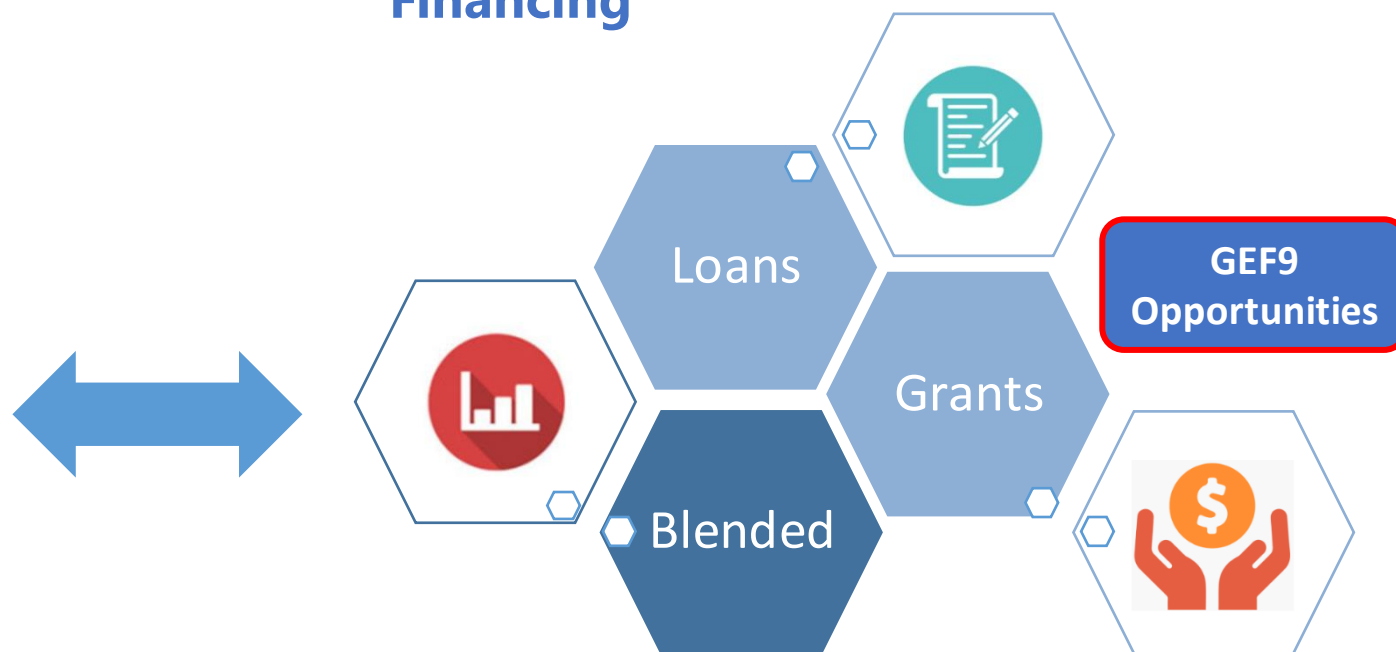 Financing
Loans
GEF9
Opportunities
Grants
Blended
$